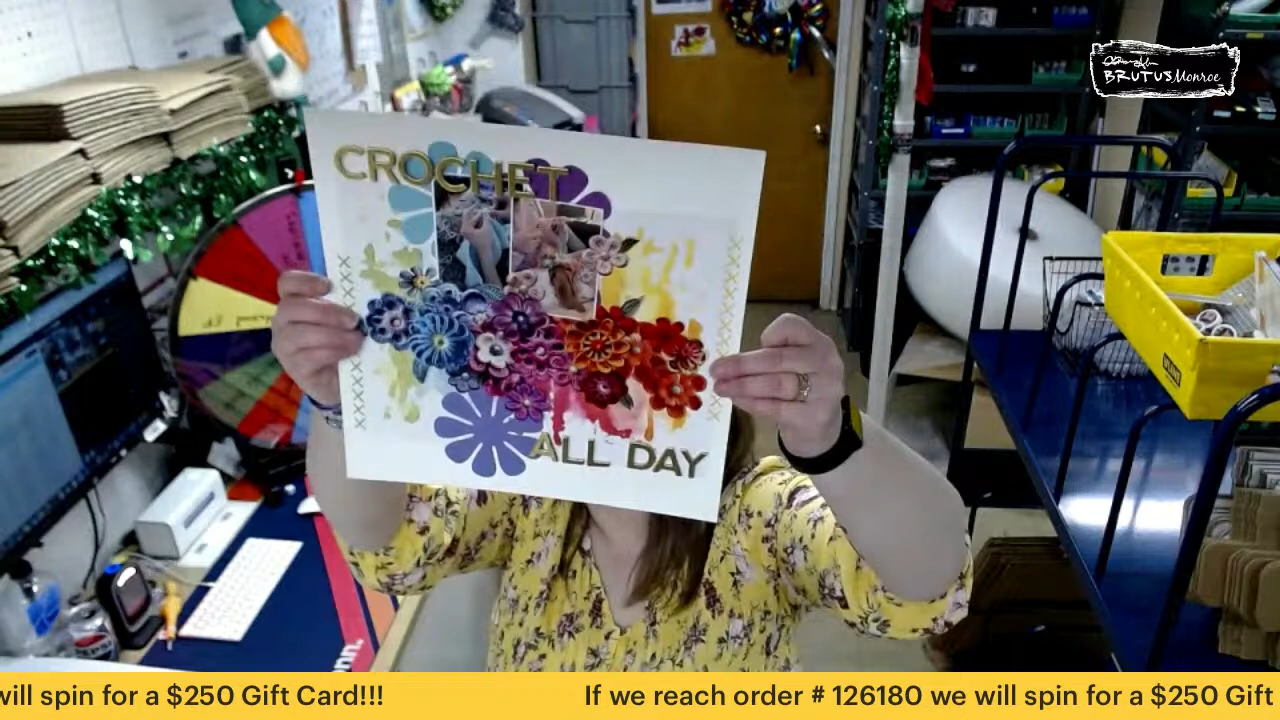 BRUTUS Monroe
CROCHET
ALL DAY
will spin for a $250 Gift Card!!! If we reach order # 126180 we will spin for a $250 Gift